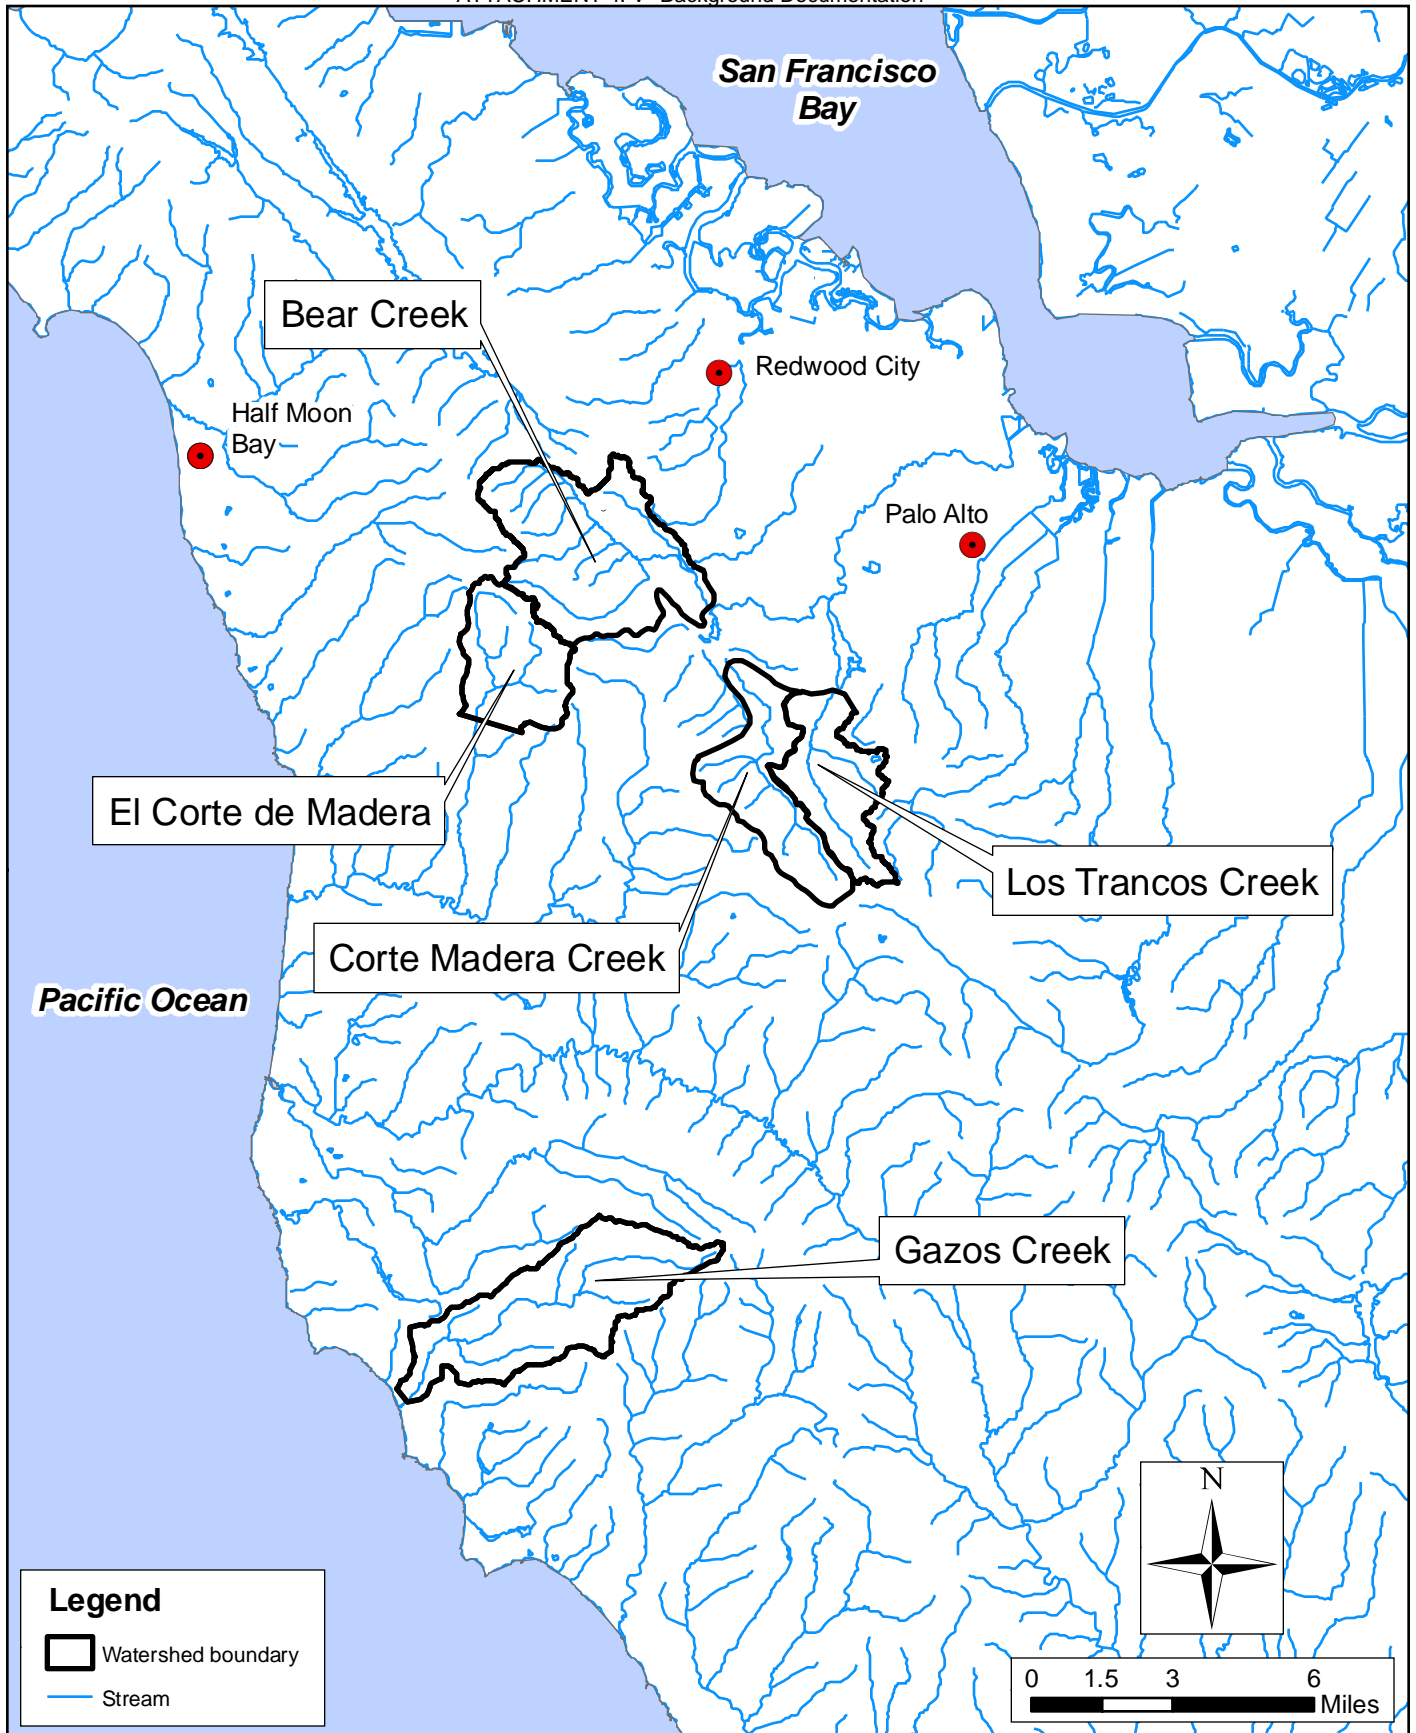 San Francisco
Bay
Bear Creek
Redwood City
Half Moon
Bay
Palo Alto
El Corte de Madera
Los Trancos Creek
Corte Madera Creek
Pacific Ocean
Gazos Creek
N
Legend
Watershed boundary
Stream
0 1.5 3 6
Miles